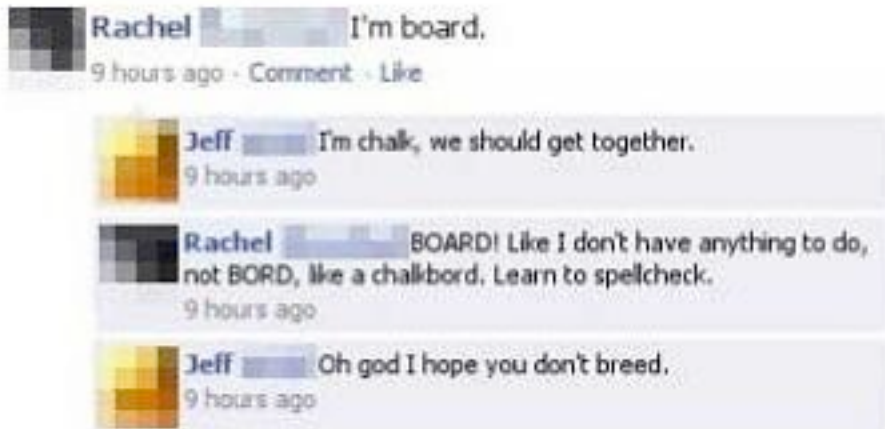 Rachel I'm board.
9 hours ago · Comment · Like
Jeff I'm chalk, we should get together.
9 hours ago
Rachel BOARD! Like I don't have anything to do,
not BORD, like a chalkbord. Learn to spellcheck.
9 hours ago
Jeff Oh god I hope you don't breed.
9 hours ago